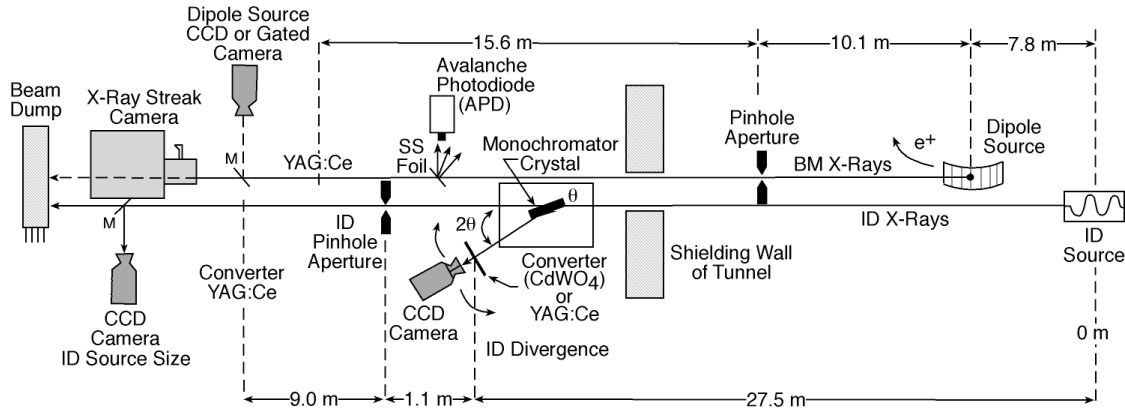 Dipole Source
CCD or Gated
Camera
15.6 m
10.1 m
7.8 m
Beam
Dump
X-Ray Streak
Camera
Avalanche
Photodiode
(APD)
Pinhole
Aperture
Dipole
Source
Monochromator
Crystal
SS
Foil
e+
M
YAG:Ce
BM X-Rays
θ
ID X-Rays
M
ID
Pinhole
Aperture
2θ
ID
Source
Shielding Wall
of Tunnel
Converter
(CdWO4)
or
YAG:Ce
Converter
YAG:Ce
CCD
Camera
ID Source Size
CCD
Camera
ID Divergence
0 m
9.0 m
1.1 m
27.5 m